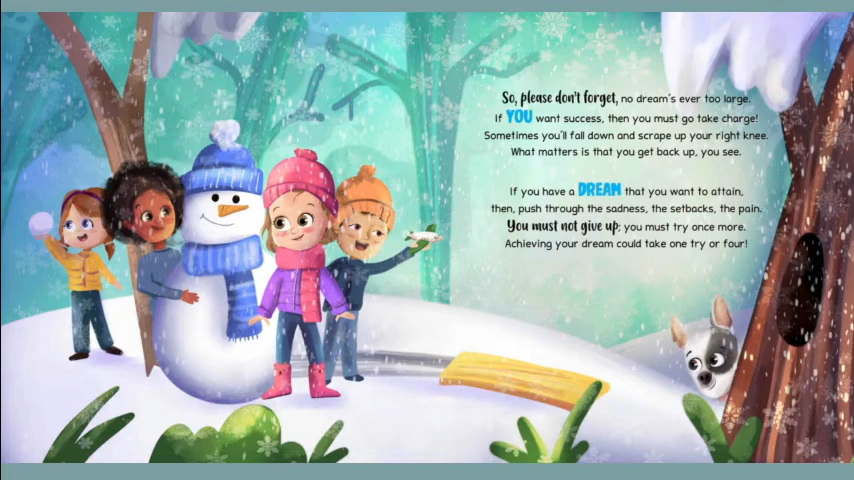 So, please don't forget, no dream's ever too large.
If YOU want success, then you must go take charge!
Sometimes you'll fall down and scrape up your right knee.
What matters is that you get back up, you see.
If you have a DREAM that you want to attain,
then, push through the sadness, the setbacks, the pain.
You must not give up; you must try once more.
Achieving your dream could take one try or four!